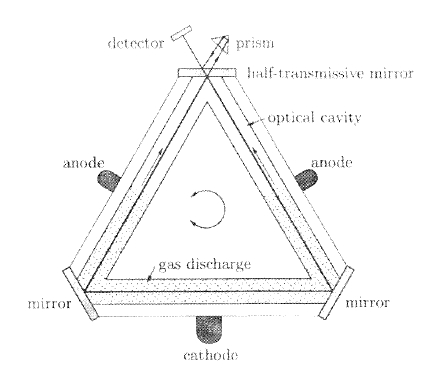 detector
prism
half-transmissive mirror
optical cavity
anode
anode
gas discharge
mirror
mirror
cathode